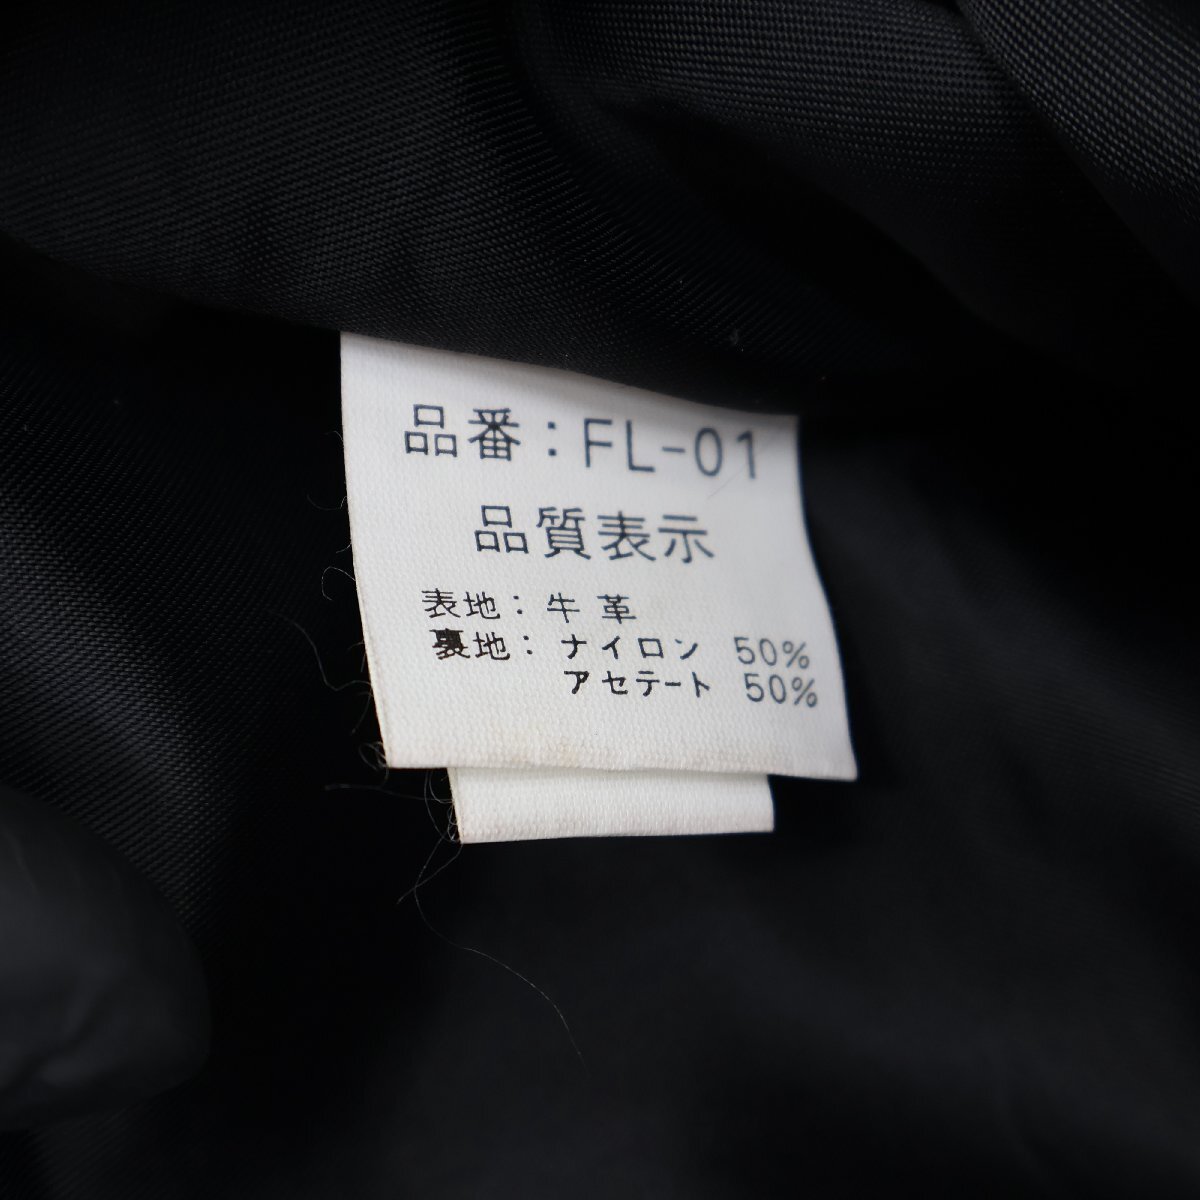 品番：FL-01
品質表示
表地：牛革
裏地：ナイロン 50%
アセテート 50%